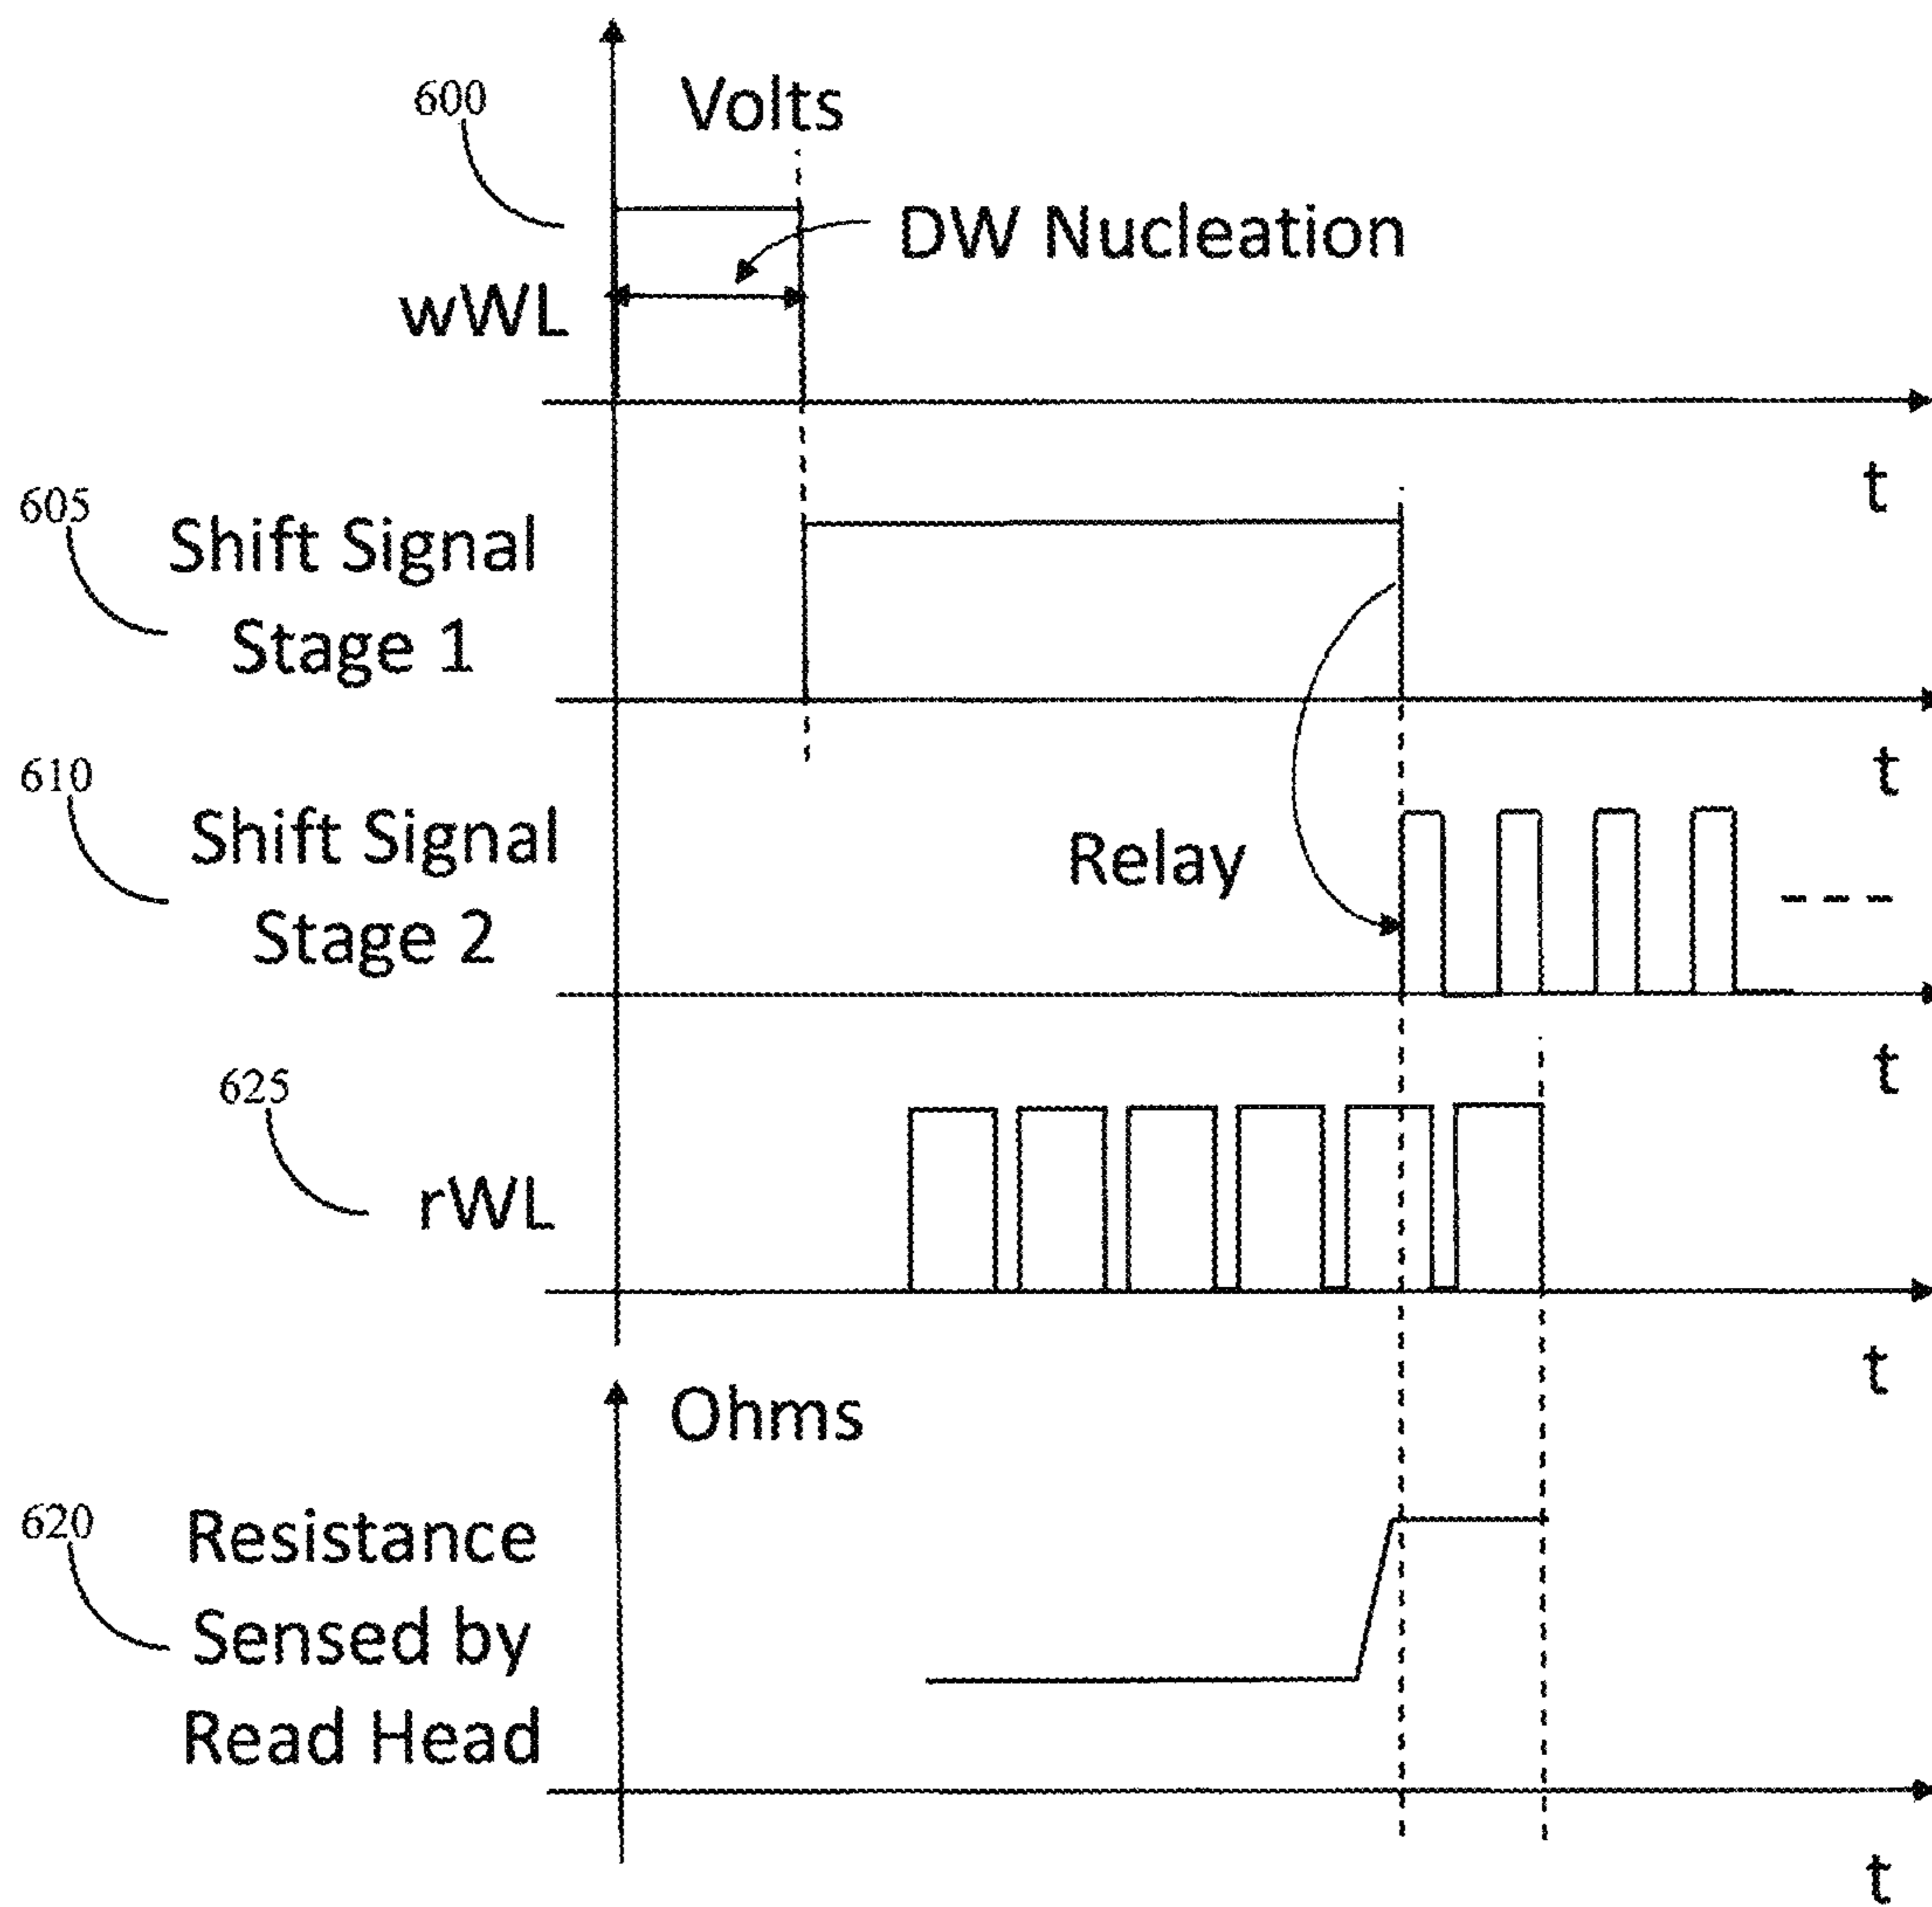 600
Volts
DW Nucleation
wWL
t
605
Shift Signal
Stage 1
t
610
Shift Signal
Stage 2
Relay
t
625
rWL
t
Ohms
620
Resistance
Sensed by
Read Head
t